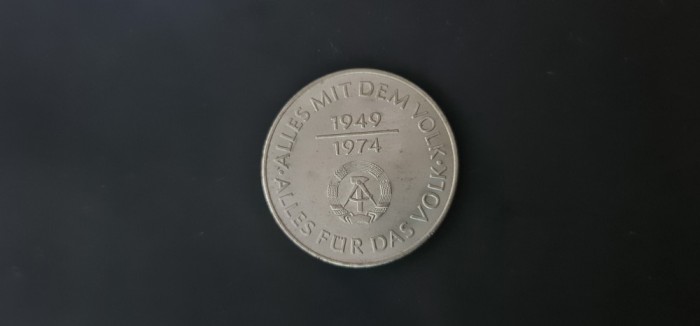 · ALLES MIT DEM VOLK ·
1949
1974
ALLES FÜR DAS VOLK